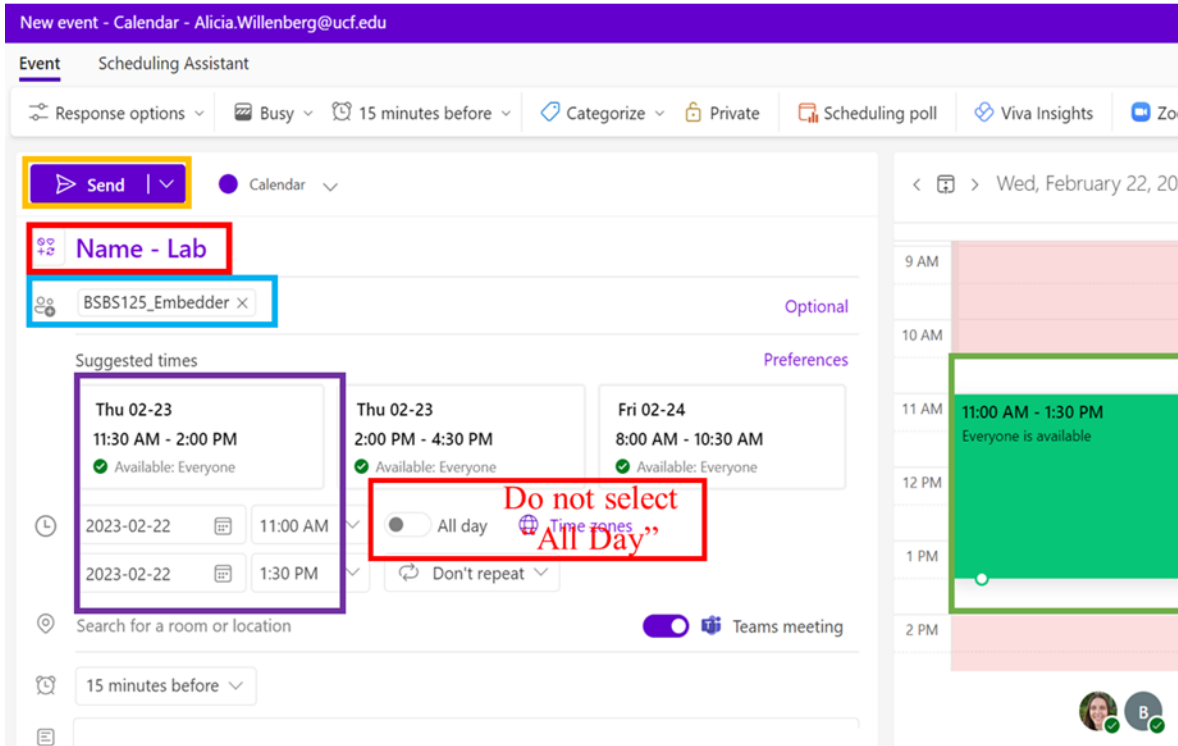 New event - Calendar - Alicia.Willenberg@ucf.edu
Event Scheduling Assistant
Response options Busy 15 minutes before Categorize Private Scheduling poll Viva Insights Zoo
Send Calendar
Wed, February 22, 20
Name - Lab
BSBS125_Embedder ×
Optional
Suggested times Preferences
Thu 02-23 Thu 02-23 Fri 02-24
11:30 AM - 2:00 PM 2:00 PM - 4:30 PM 8:00 AM - 10:30 AM
Available: Everyone Available: Everyone Available: Everyone
Do not select
“All Day”
2023-02-22 11:00 AM All day Time zones
2023-02-22 1:30 PM Don't repeat
Search for a room or location Teams meeting
15 minutes before
9 AM
10 AM
11 AM
11:00 AM - 1:30 PM
Everyone is available
12 PM
1 PM
2 PM
B